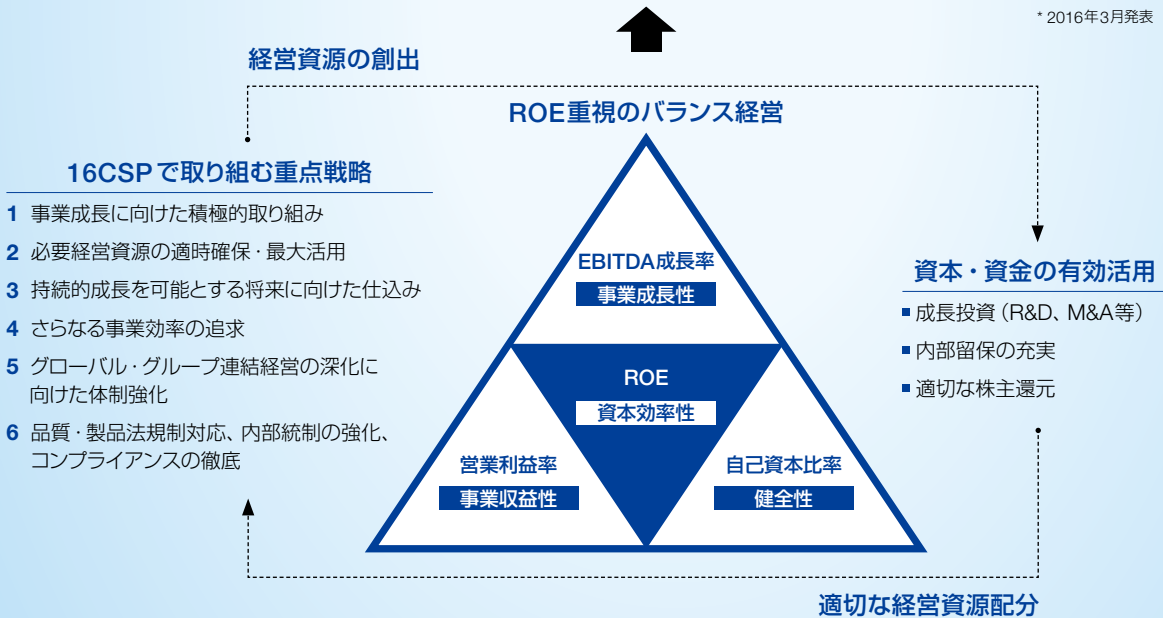 * 2016年3月発表
経営資源の創出
ROE重視のバランス経営
16CSPで取り組む重点戦略
1 事業成長に向けた積極的取り組み
2 必要経営資源の適時確保・最大活用
3 持続的成長を可能とする将来に向けた仕込み
4 さらなる事業効率の追求
5 グローバル・グループ連結経営の深化に
向けた体制強化
6 品質・製品法規制対応、内部統制の強化、
コンプライアンスの徹底
EBITDA成長率
事業成長性
ROE
資本効率性
営業利益率
事業収益性
自己資本比率
健全性
資本・資金の有効活用
■ 成長投資（R&D、M&A等）
■ 内部留保の充実
■ 適切な株主還元
適切な経営資源配分